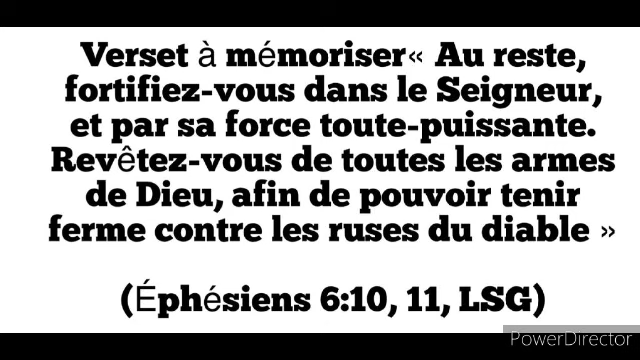 Verset à mémoriser« Au reste,
fortifiez-vous dans le Seigneur,
et par sa force toute-puissante.
Revêtez-vous de toutes les armes
de Dieu, afin de pouvoir tenir
ferme contre les ruses du diable »
(Éphésiens 6:10, 11, LSG)
PowerDirector